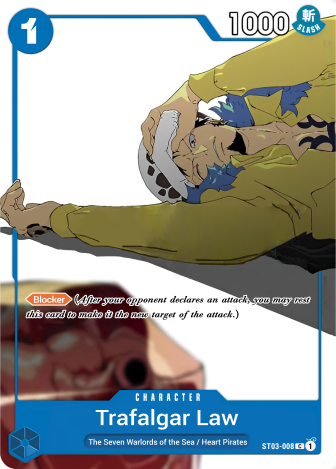 1
1000
斬
SLASH
Blocker (After your opponent declares an attack, you may rest
this card to make it the new target of the attack.)
CHARACTER
Trafalgar Law
The Seven Warlords of the Sea / Heart Pirates
ST03-008 C 1